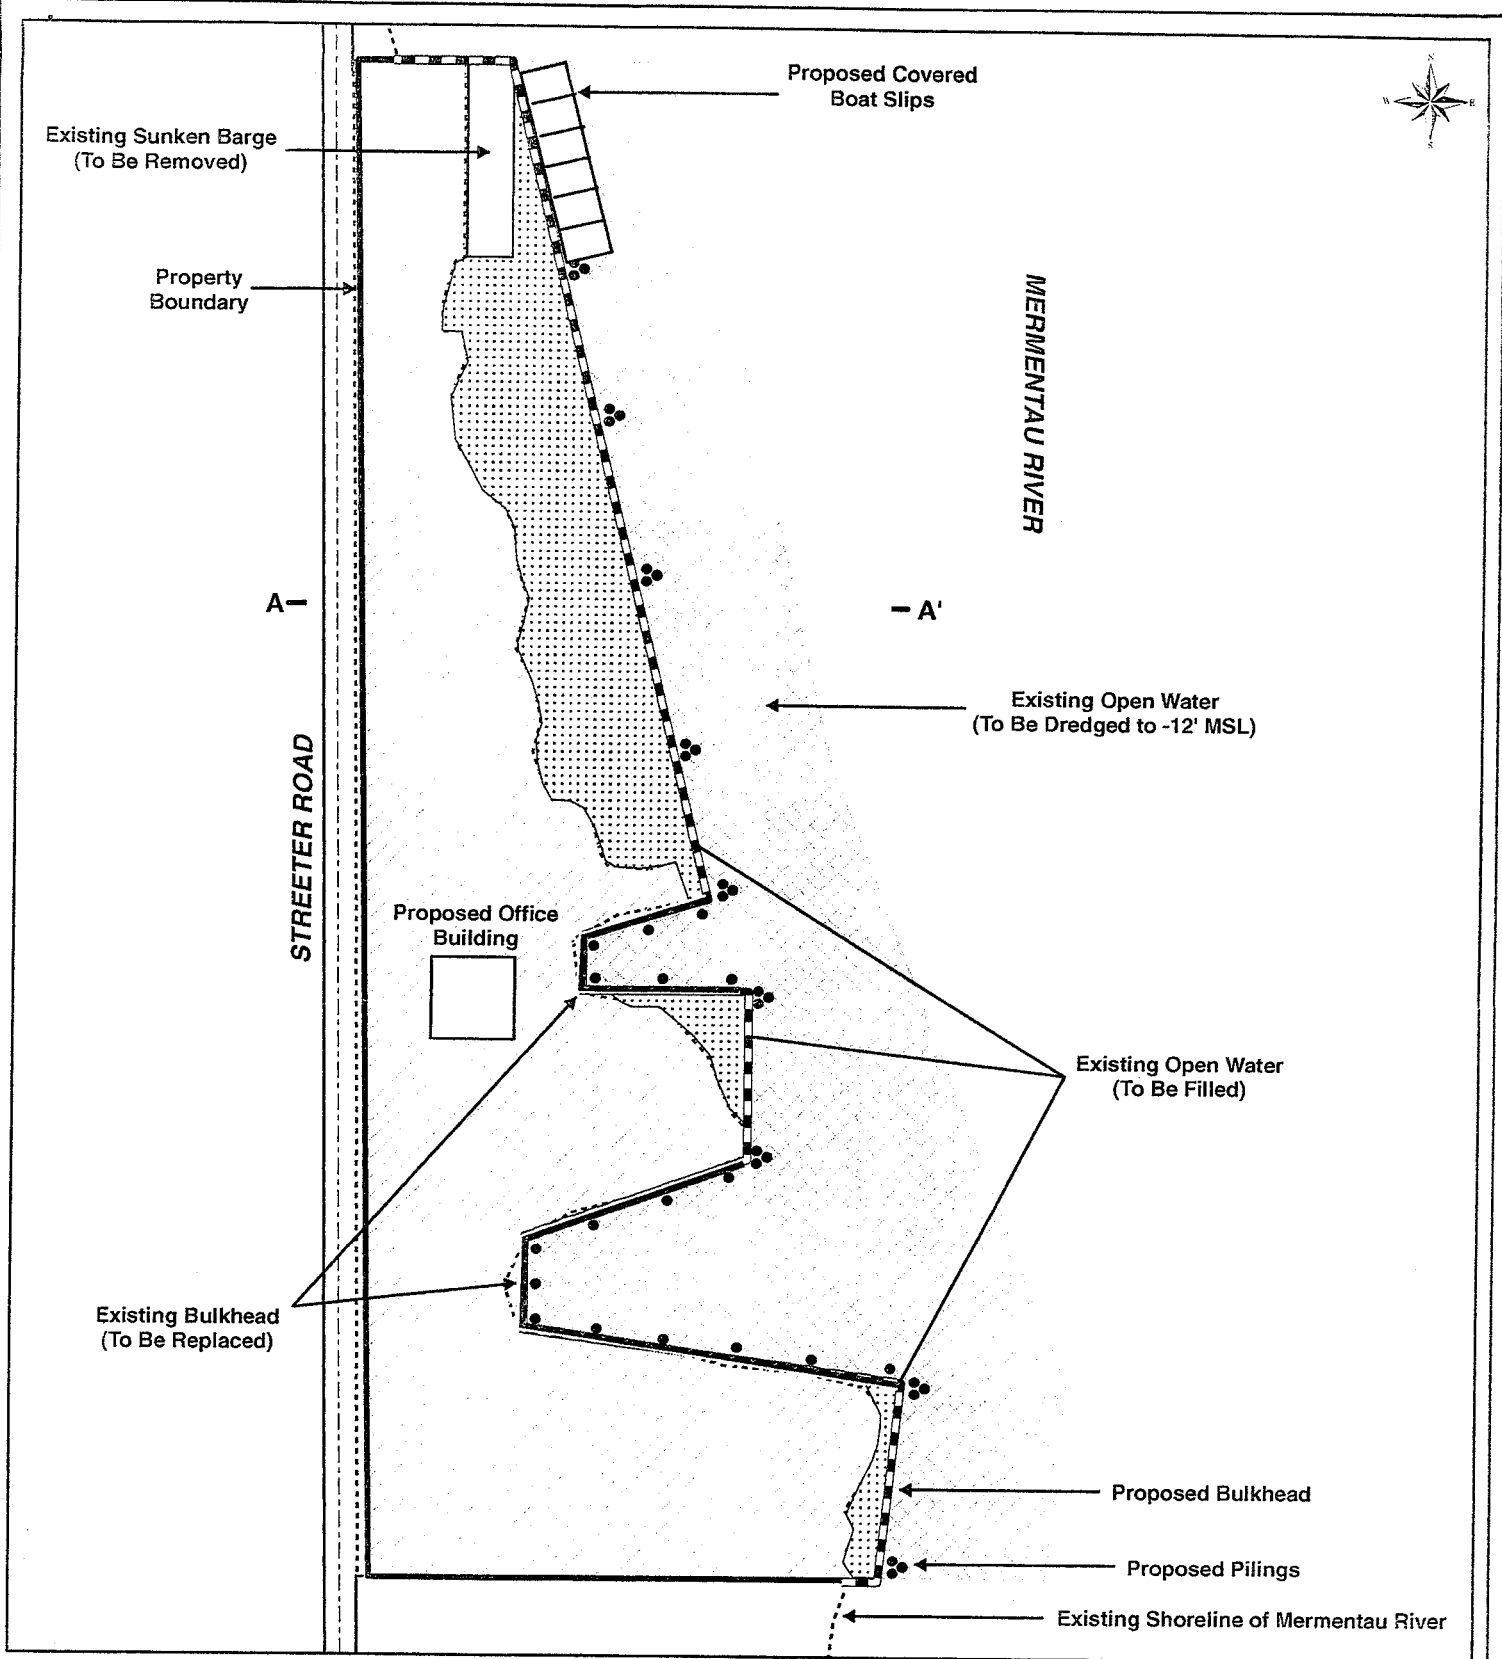 Proposed Covered
Boat Slips
S
W
E
S
Existing Sunken Barge
(To Be Removed)
Property
Boundary
MERMENTAU RIVER
A
A'
Existing Open Water
(To Be Dredged to -12' MSL)
STREETER ROAD
Proposed Office
Building
Existing Open Water
(To Be Filled)
Existing Bulkhead
(To Be Replaced)
Proposed Bulkhead
Proposed Pilings
Existing Shoreline of Mermentau River